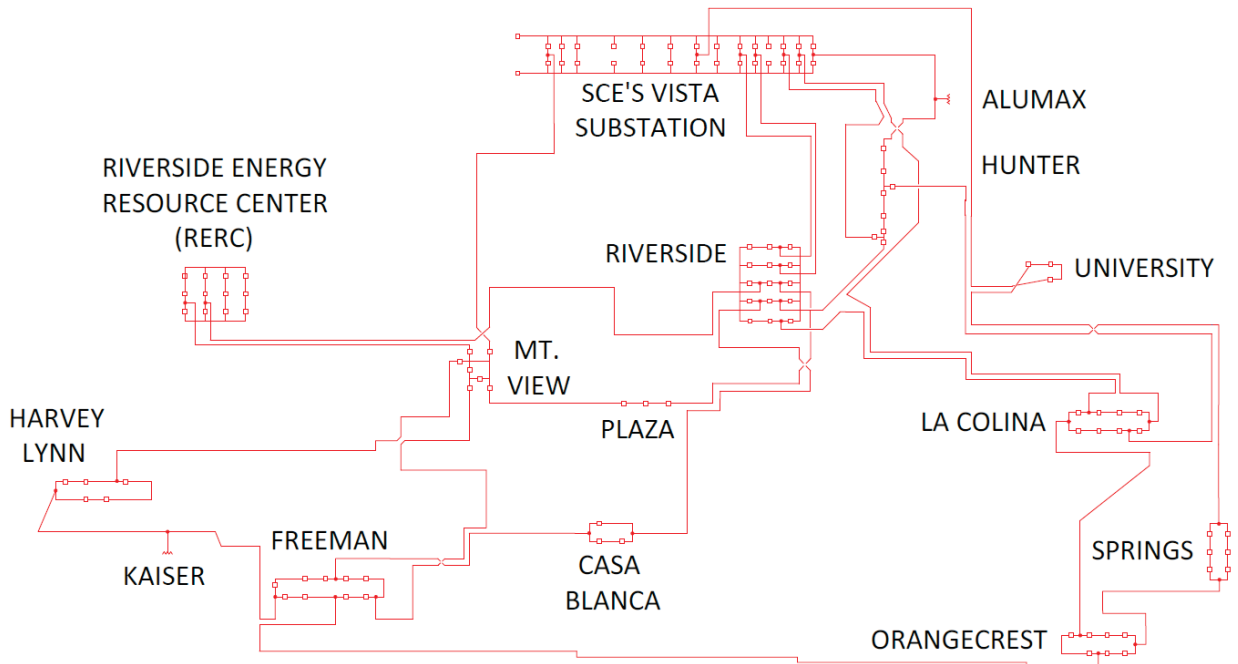 SCE'S VISTA
SUBSTATION
ALUMAX
HUNTER
RIVERSIDE ENERGY
RESOURCE CENTER
(RERC)
RIVERSIDE
UNIVERSITY
MT.
VIEW
PLAZA
LA COLINA
HARVEY
LYNN
FREEMAN
KAISER
CASA
BLANCA
SPRINGS
ORANGECREST